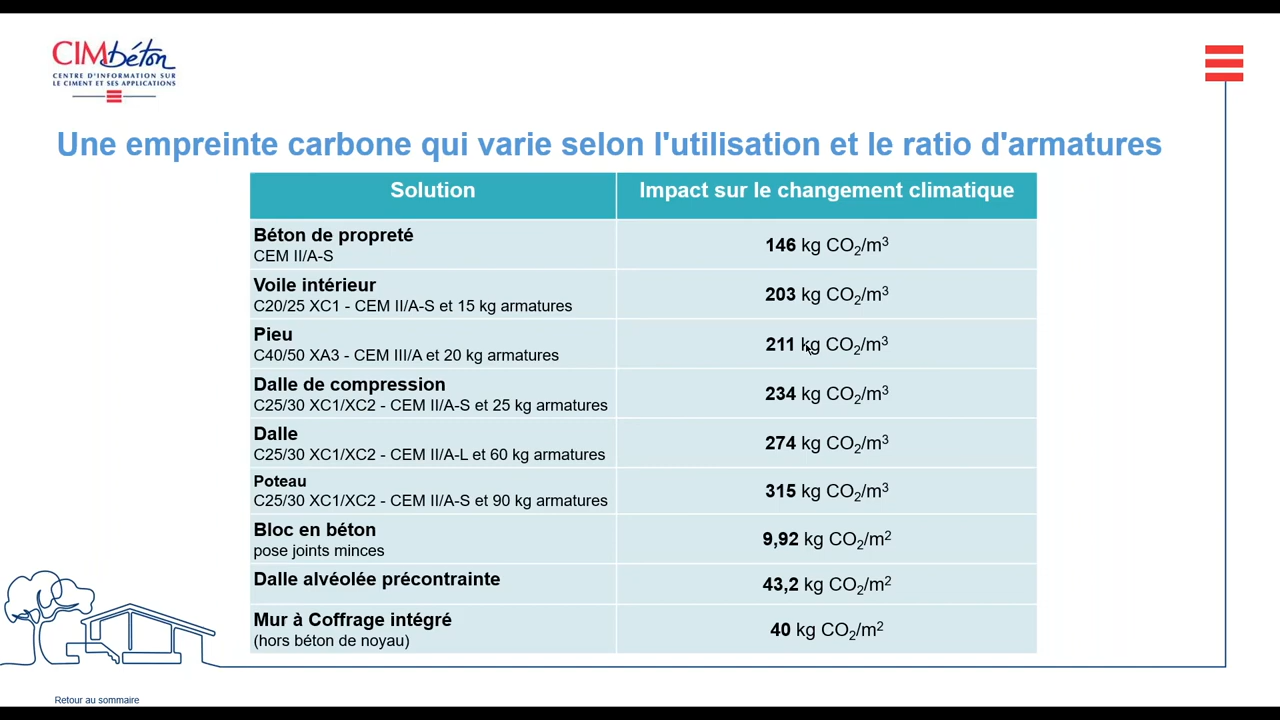 CIMbéton
CENTRE D'INFORMATION SUR
LE CIMENT ET SES APPLICATIONS
Une empreinte carbone qui varie selon l'utilisation et le ratio d'armatures
Solution
Impact sur le changement climatique
Béton de propreté
CEM II/A-S
146 kg CO₂/m³
Voile intérieur
C20/25 XC1 - CEM II/A-S et 15 kg armatures
203 kg CO₂/m³
Pieu
C40/50 XA3 - CEM III/A et 20 kg armatures
211 kg CO₂/m³
Dalle de compression
C25/30 XC1/XC2 - CEM II/A-S et 25 kg armatures
234 kg CO₂/m³
Dalle
C25/30 XC1/XC2 - CEM II/A-L et 60 kg armatures
274 kg CO₂/m³
Poteau
C25/30 XC1/XC2 - CEM II/A-S et 90 kg armatures
315 kg CO₂/m³
Bloc en béton
pose joints minces
9,92 kg CO₂/m²
Dalle alvéolée précontrainte
43,2 kg CO₂/m²
Mur à Coffrage intégré
(hors béton de noyau)
40 kg CO₂/m²
Retour au sommaire